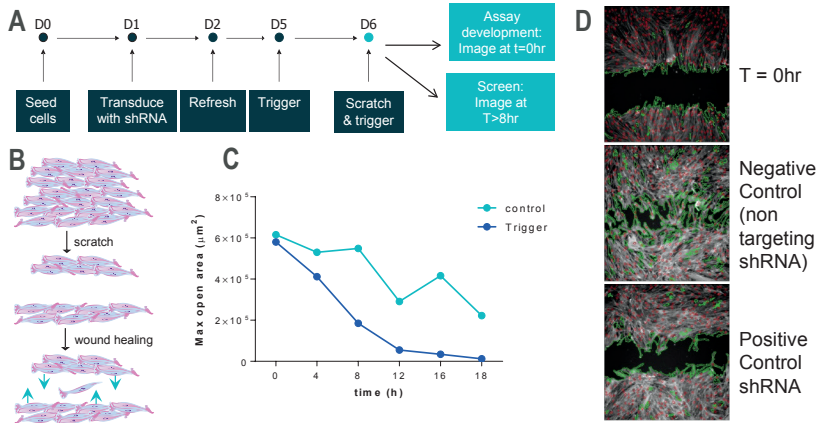 A
D0
D1
D2
D5
D6
Seed
cells
Transduce
with shRNA
Refresh
Trigger
Scratch
& trigger
Assay
development:
Image at t=0hr
Screen:
Image at
T>8hr
B
scratch
wound healing
C
8×10⁵
6×10⁵
4×10⁵
2×10⁵
0
Max open area (μm²)
0
4
8
12
16
18
time (h)
control
Trigger
D
T = 0hr
Negative
Control
(non
targeting
shRNA)
Positive
Control
shRNA